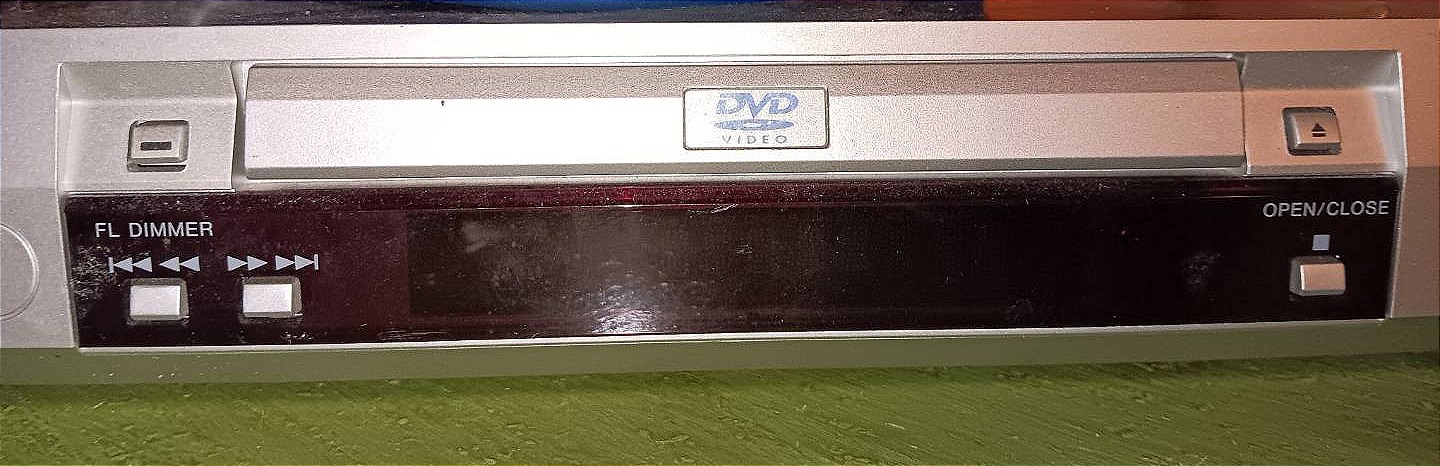 DVD
VIDEO
FL DIMMER
OPEN/CLOSE